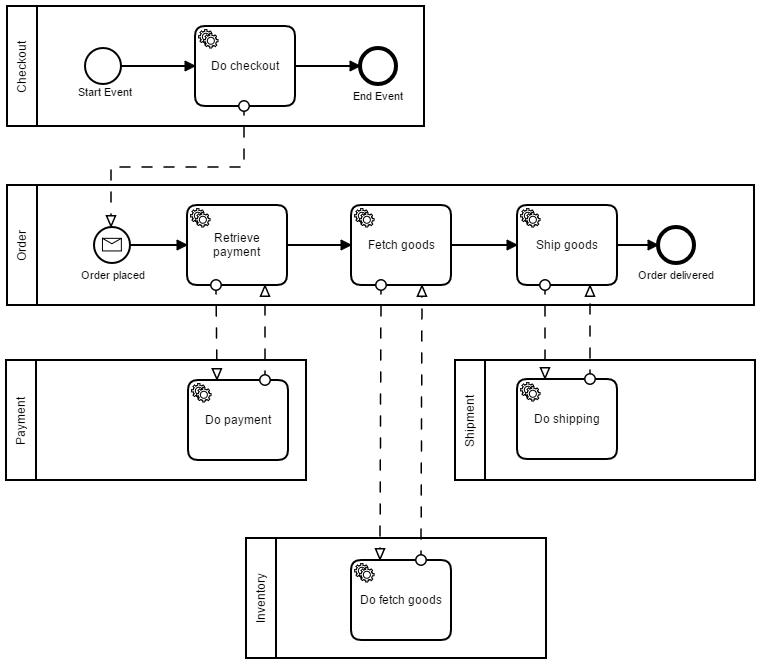 Checkout
Start Event
Do checkout
End Event
Order
Order placed
Retrieve
payment
Fetch goods
Ship goods
Order delivered
Payment
Do payment
Shipment
Do shipping
Inventory
Do fetch goods